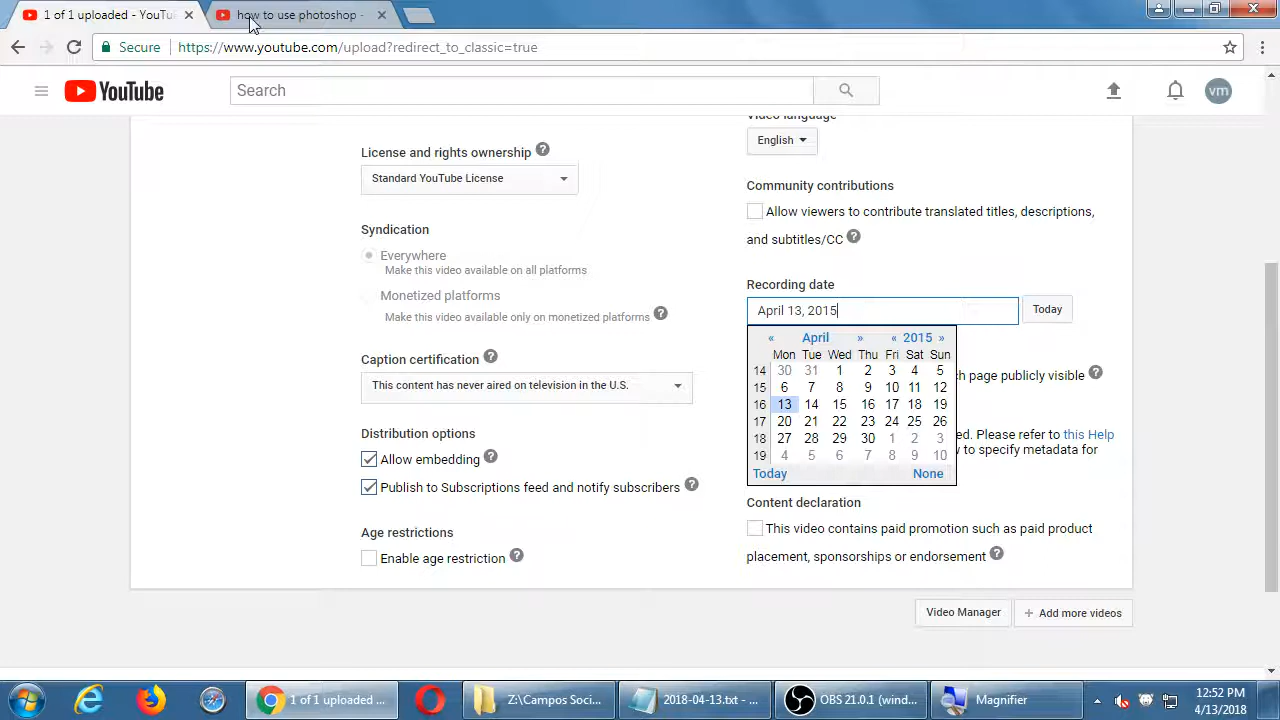 1 of 1 uploaded - YouTu
how to use photoshop -
Secure
https://www.youtube.com/upload?redirect_to_classic=true
YouTube
Search
vm
Video language
English
License and rights ownership ?
Standard YouTube License
Community contributions
Allow viewers to contribute translated titles, descriptions,
and subtitles/CC ?
Syndication
Everywhere
Make this video available on all platforms
Monetized platforms
Make this video available only on monetized platforms ?
Recording date
April 13, 2015
Today
« April » « 2015 »
Mon Tue Wed Thu Fri Sat Sun
14 30 31 1 2 3 4 5
15 6 7 8 9 10 11 12
16 13 14 15 16 17 18 19
17 20 21 22 23 24 25 26
18 27 28 29 30 1 2 3
19 4 5 6 7 8 9 10
Today None
ch page publicly visible ?
ed. Please refer to this Help
w to specify metadata for
Caption certification ?
This content has never aired on television in the U.S.
Distribution options
Allow embedding ?
Publish to Subscriptions feed and notify subscribers ?
Content declaration
This video contains paid promotion such as paid product
placement, sponsorships or endorsement ?
Age restrictions
Enable age restriction ?
Video Manager
+ Add more videos
1 of 1 uploaded ...
Z:\Campos Soci...
2018-04-13.txt - ...
OBS 21.0.1 (wind...
Magnifier
12:52 PM
4/13/2018